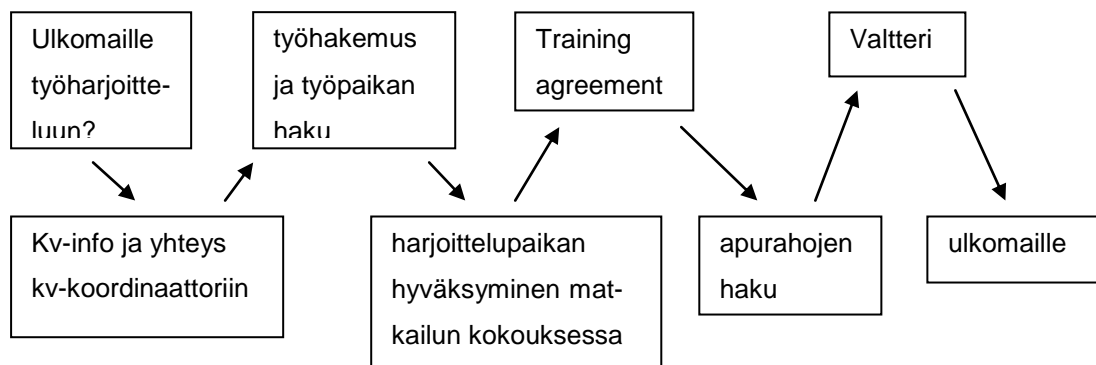 Ulkomaille
työharjoitte-
luun?
työhakemus
ja työpaikan
haku
Training
agreement
Valtteri
Kv-info ja yhteys
kv-koordinaattoriin
harjoittelupaikan
hyväksyminen mat-
kailun kokouksessa
apurahojen
haku
ulkomaille